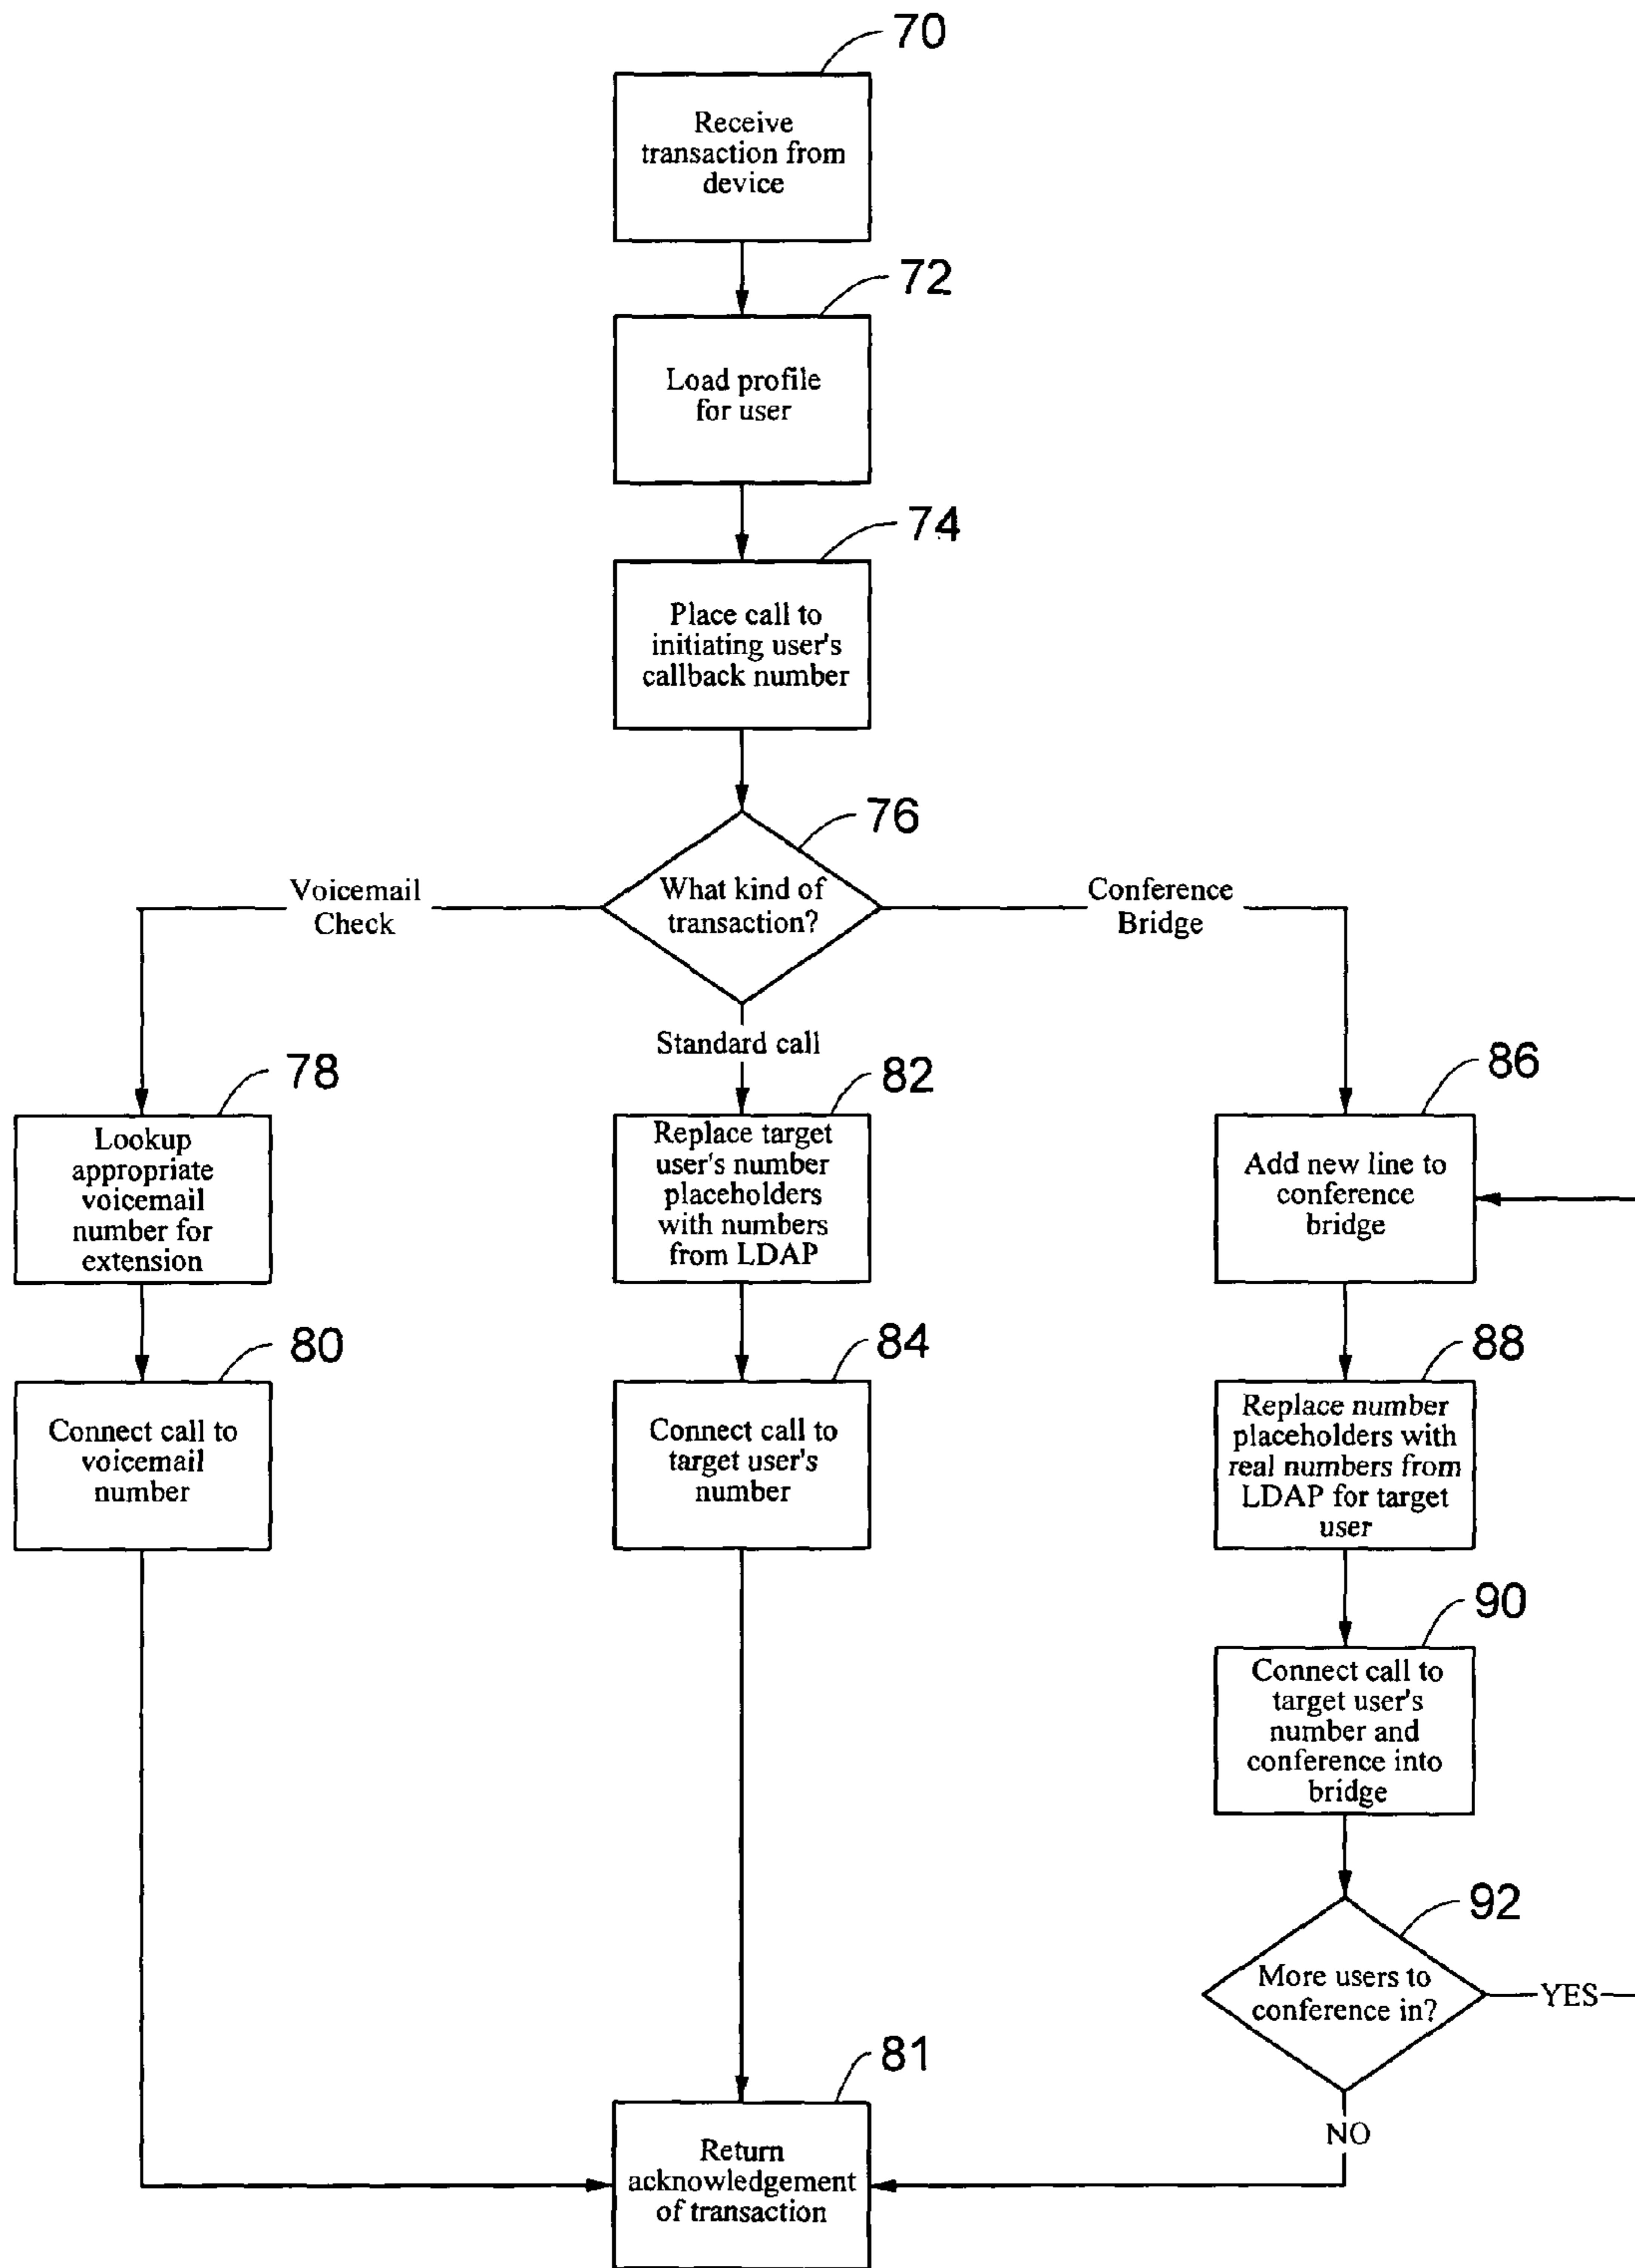 70
Receive
transaction from
device
72
Load profile
for user
74
Place call to
initiating user's
callback number
76
What kind of
transaction?
Voicemail
Check
Standard call
Conference
Bridge
78
Lookup
appropriate
voicemail
number for
extension
82
Replace target
user's number
placeholders
with numbers
from LDAP
86
Add new line to
conference
bridge
80
Connect call to
voicemail
number
84
Connect call to
target user's
number
88
Replace number
placeholders with
real numbers from
LDAP for target
user
90
Connect call to
target user's
number and
conference into
bridge
92
More users to
conference in?
YES
NO
81
Return
acknowledgement
of transaction